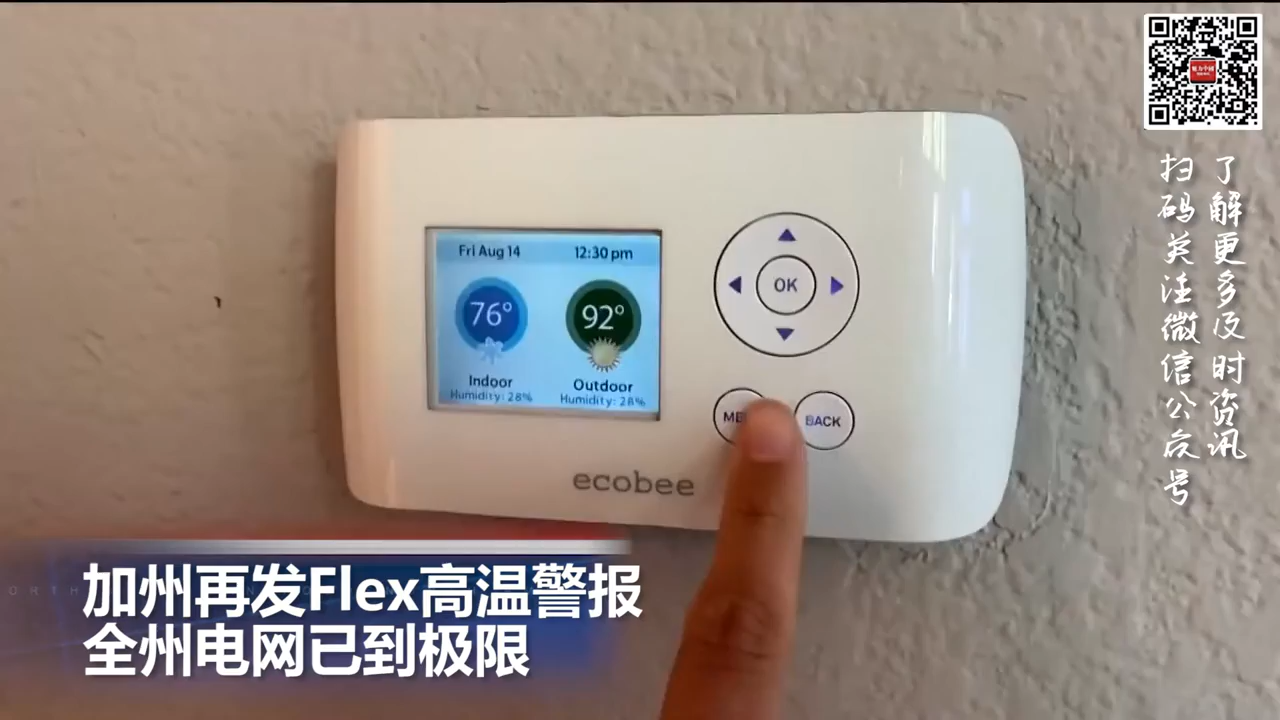 Fri Aug 14 12:30 pm
76° 92°
Indoor Outdoor
Humidity: 28% Humidity: 28%
OK
BACK
ecobee
了解更多及时资讯
扫码关注微信公众号
加州再发Flex高温警报
全州电网已到极限